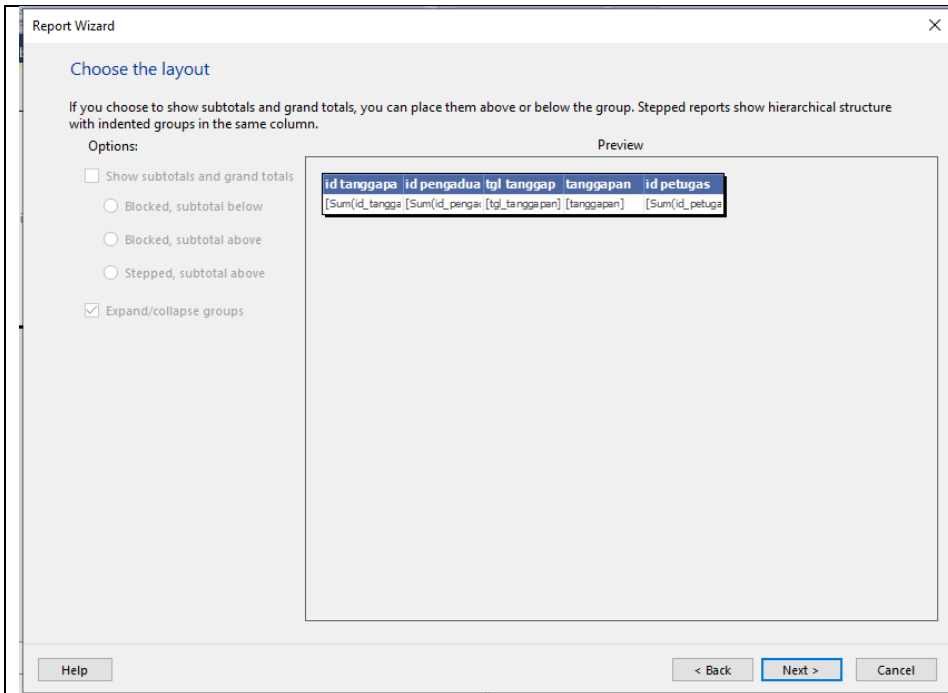 Report Wizard
Choose the layout
If you choose to show subtotals and grand totals, you can place them above or below the group. Stepped reports show hierarchical structure
with indented groups in the same column.
Options:
Preview
Show subtotals and grand totals
Blocked, subtotal below
Blocked, subtotal above
Stepped, subtotal above
Expand/collapse groups
id tanggapa id pengadua tgl tanggap tanggapan id petugas
[Sum(id_tangga [Sum(id_pengac [tgl_tanggapan] [tanggapan] [Sum(id_petuga
Help
< Back
Next >
Cancel